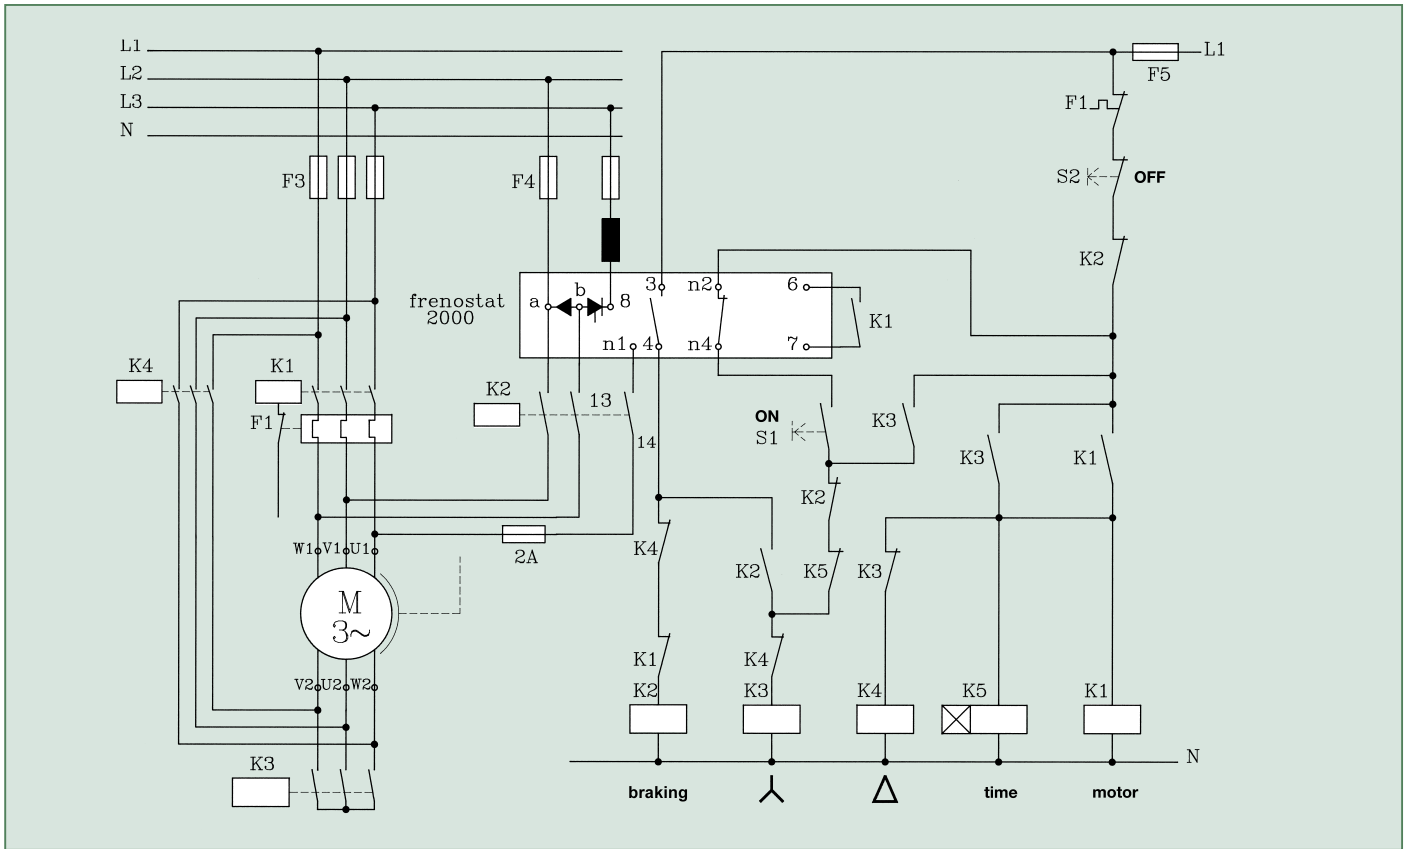 L1
L1
L2
F5
L3
F1
N
F3
F4
S2
OFF
K2
3
n2
6
b
a
8
frenostat
2000
K1
n1
4
n4
7
K4
K1
K2
13
ON
F1
K3
S1
14
K3
K1
K2
W1
V1
U1
2A
K4
K2
K5
K3
M
3~
K1
K4
V2
U2
W2
K2
K3
K4
K5
K1
K3
N
braking
time
motor